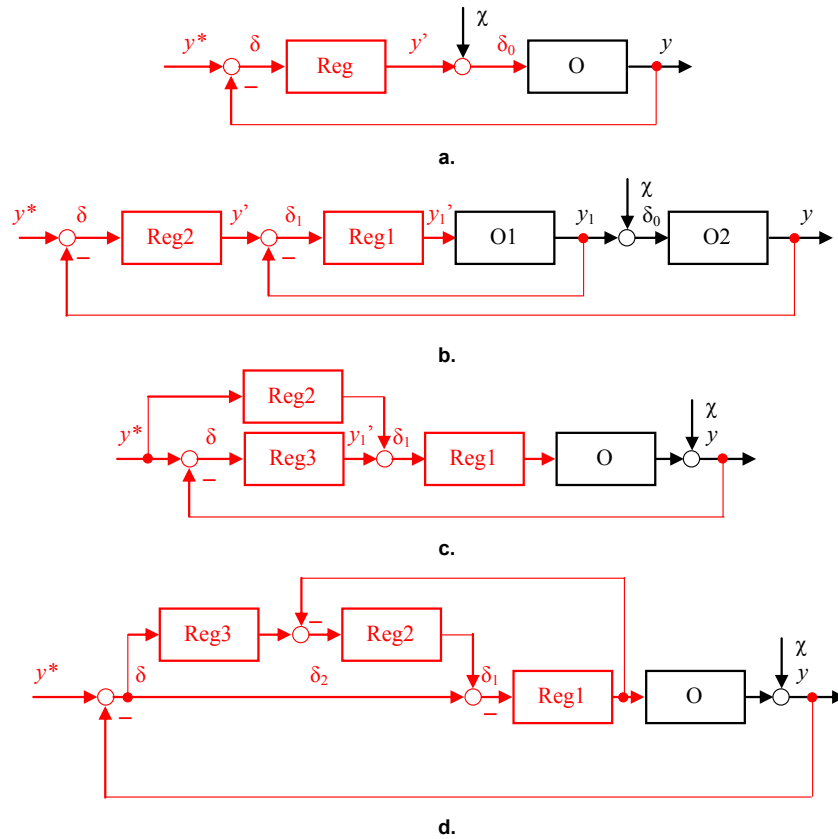 χ
y* δ Reg y’ δ₀ O y
−
a.
χ
y* δ Reg2 y’ δ₁ Reg1 y₁’ O1 y₁ δ₀ O2 y
− −
b.
Reg2
χ
y* δ Reg3 y₁’ δ₁ Reg1 O y
−
c.
Reg3 − Reg2
χ
y* δ δ₂ δ₁ Reg1 O y
− −
d.